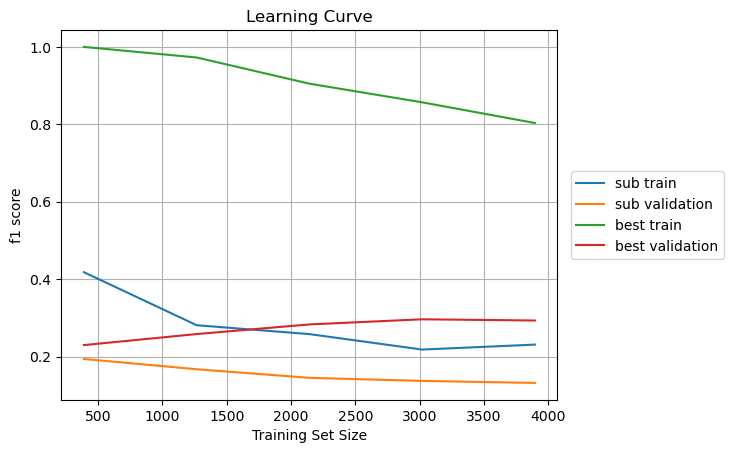 Learning Curve
f1 score
1.0
0.8
0.6
0.4
0.2
500
1000
1500
2000
2500
3000
3500
4000
Training Set Size
sub train
sub validation
best train
best validation